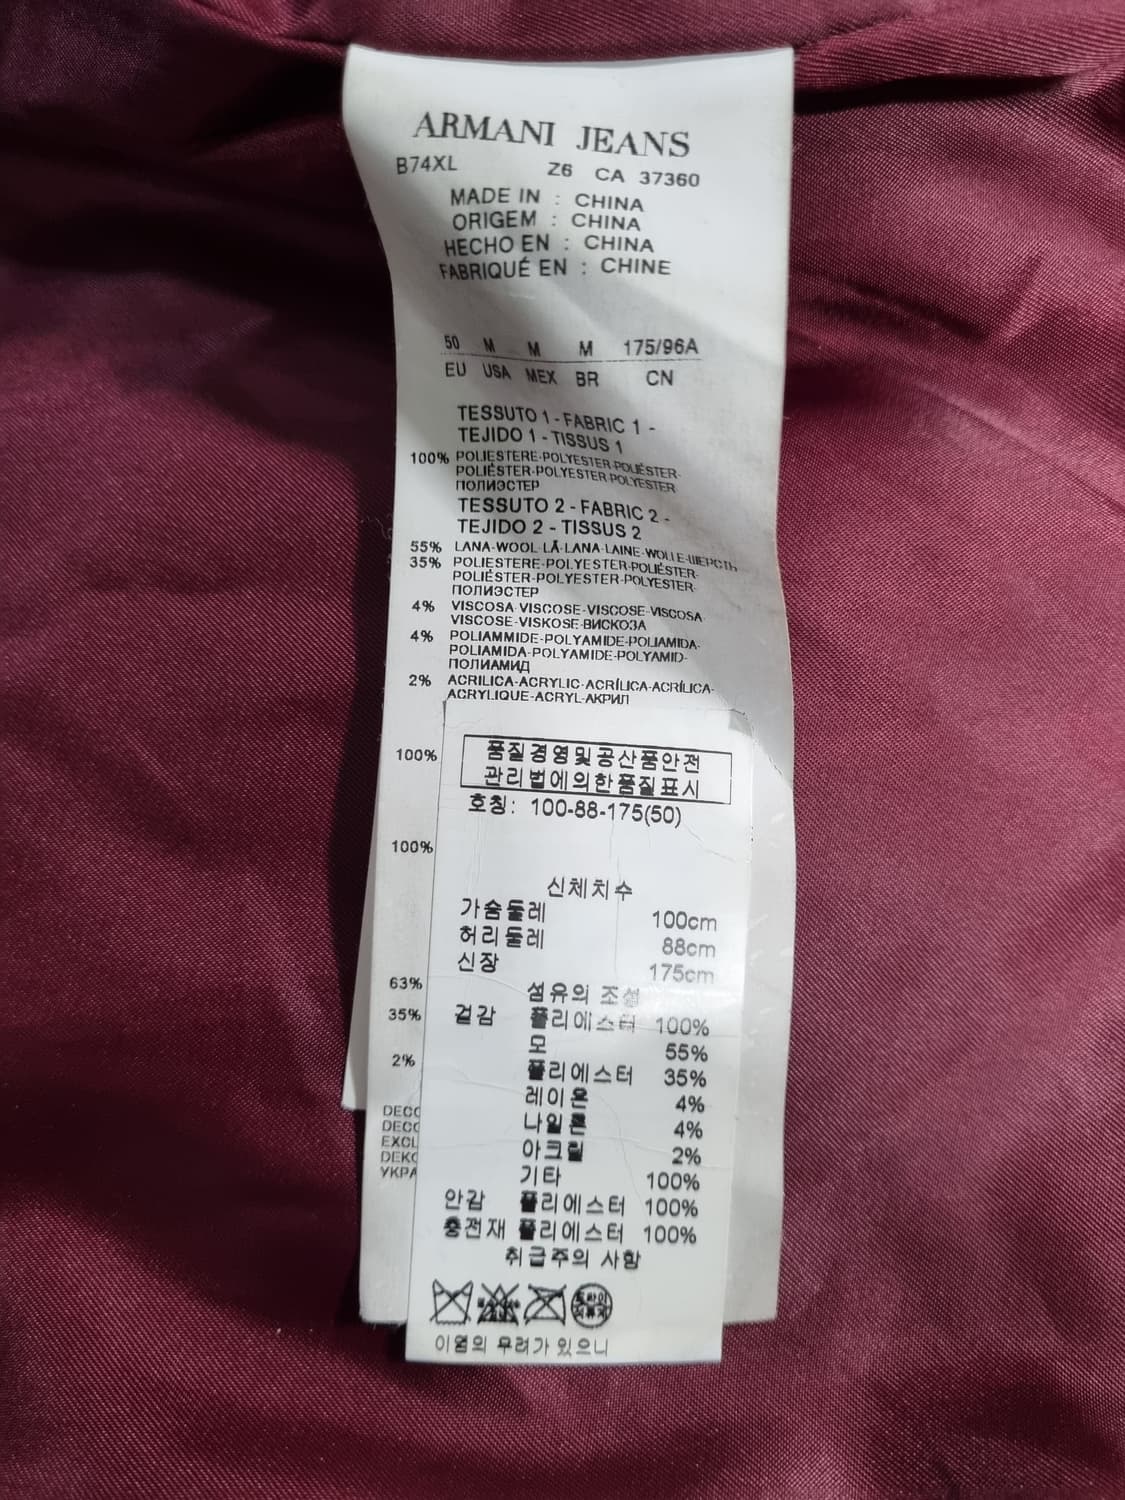 ARMANI JEANS
B74XL Z6 CA 37360
MADE IN : CHINA
ORIGEM : CHINA
HECHO EN : CHINA
FABRIQUÉ EN : CHINE
50 M M M 175/96A
EU USA MEX BR CN
TESSUTO 1 - FABRIC 1 -
TEJIDO 1 - TISSUS 1
100% POLIESTERE-POLYESTER-POLIÉSTER-
POLIÉSTER-POLYESTER-POLYESTER
ПОЛИЭСТЕР
TESSUTO 2 - FABRIC 2 -
TEJIDO 2 - TISSUS 2
55% LANA-WOOL-LÃ-LANA-LAINE-WOLLE-ШЕРСТЬ
35% POLIESTERE-POLYESTER-POLIÉSTER-
POLIÉSTER-POLYESTER-POLYESTER-
ПОЛИЭСТЕР
4% VISCOSA-VISCOSE-VISCOSE-VISCOSA
VISCOSE-VISKOSE-ВИСКОЗА
4% POLIAMMIDE-POLYAMIDE-POLIAMIDA-
POLIAMIDA-POLYAMIDE-POLYAMID-
ПОЛИАМИД
2% ACRILICA-ACRYLIC-ACRÍLICA-ACRÍLICA-
ACRYLIQUE-ACRYL-АКРИЛ
100%
품질경영및공산품안전
관리법에의한품질표시
호칭: 100-88-175(50)
100%
신체치수
가슴둘레 100cm
허리둘레 88cm
신장 175cm
63%
섬유의 조성
35%
겉감 폴리에스터 100%
모 55%
2%
폴리에스터 35%
레이온 4%
DECO
나일론 4%
DECO
EXCL
아크릴 2%
DEKO
УКРА
기타 100%
안감 폴리에스터 100%
충전재 폴리에스터 100%
취급주의 사항
드라이
이염의 우려가 있으니